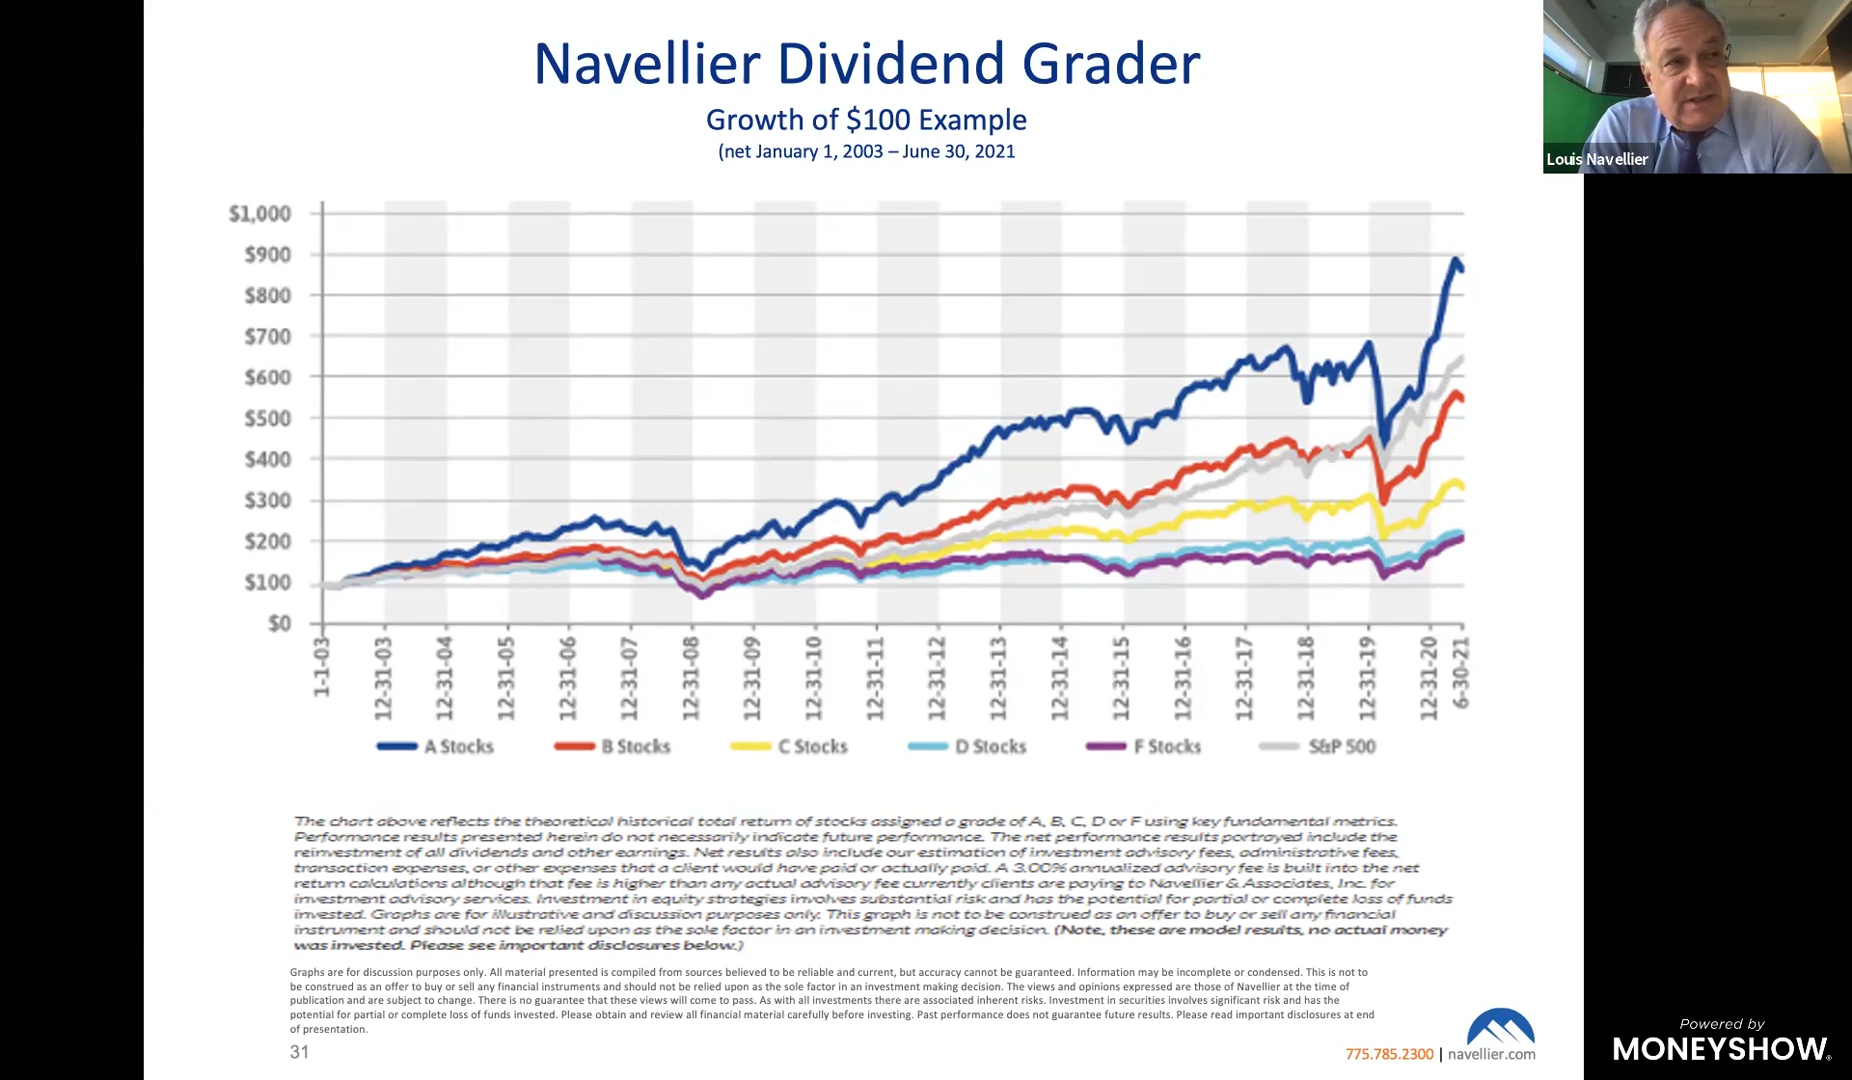 Navellier Dividend Grader
Growth of $100 Example
(net January 1, 2003 – June 30, 2021
Louis Navellier
$1,000
$900
$800
$700
$600
$500
$400
$300
$200
$100
$0
1-1-03
12-31-03
12-31-04
12-31-05
12-31-06
12-31-07
12-31-08
12-31-09
12-31-10
12-31-11
12-31-12
12-31-13
12-31-14
12-31-15
12-31-16
12-31-17
12-31-18
12-31-19
12-31-20
6-30-21
A Stocks B Stocks C Stocks D Stocks F Stocks S&P 500
The chart above reflects the theoretical historical total return of stocks assigned a grade of A, B, C, D or F using key fundamental metrics.
Performance results presented herein do not necessarily indicate future performance. The net performance results portrayed include the
reinvestment of all dividends and other earnings. Net results also include our estimation of investment advisory fees, administrative fees,
transaction expenses, or other expenses that a client would have paid or actually paid. A 3.00% annualized advisory fee is built into the net
return calculations although that fee is higher than any actual advisory fee currently clients are paying to Navellier & Associates, Inc. for
investment advisory services. Investment in equity strategies involves substantial risk and has the potential for partial or complete loss of funds
invested. Graphs are for illustrative and discussion purposes only. This graph is not to be construed as an offer to buy or sell any financial
instrument and should not be relied upon as the sole factor in an investment making decision. (Note, these are model results, no actual money
was invested. Please see important disclosures below.)
Graphs are for discussion purposes only. All material presented is compiled from sources believed to be reliable and current, but accuracy cannot be guaranteed. Information may be incomplete or condensed. This is not to
be construed as an offer to buy or sell any financial instruments and should not be relied upon as the sole factor in an investment making decision. The views and opinions expressed are those of Navellier at the time of
publication and are subject to change. There is no guarantee that these views will come to pass. As with all investments there are associated inherent risks. Investment in securities involves significant risk and has the
potential for partial or complete loss of funds invested. Please obtain and review all financial material carefully before investing. Past performance does not guarantee future results. Please read important disclosures at end
of presentation.
31
775.785.2300 | navellier.com
Powered by
MONEYSHOW.